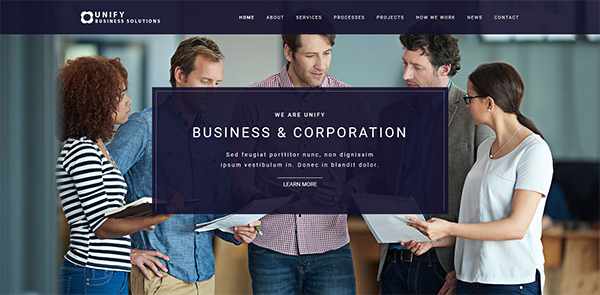 UNIFY
BUSINESS SOLUTIONS
HOME ABOUT SERVICES PROCESSES PROJECTS HOW WE WORK NEWS CONTACT
WE ARE UNIFY
BUSINESS & CORPORATION
Sed feugiat porttitor nunc, non dignissim
ipsum vestibulum in. Donec in blandit dolor.
LEARN MORE